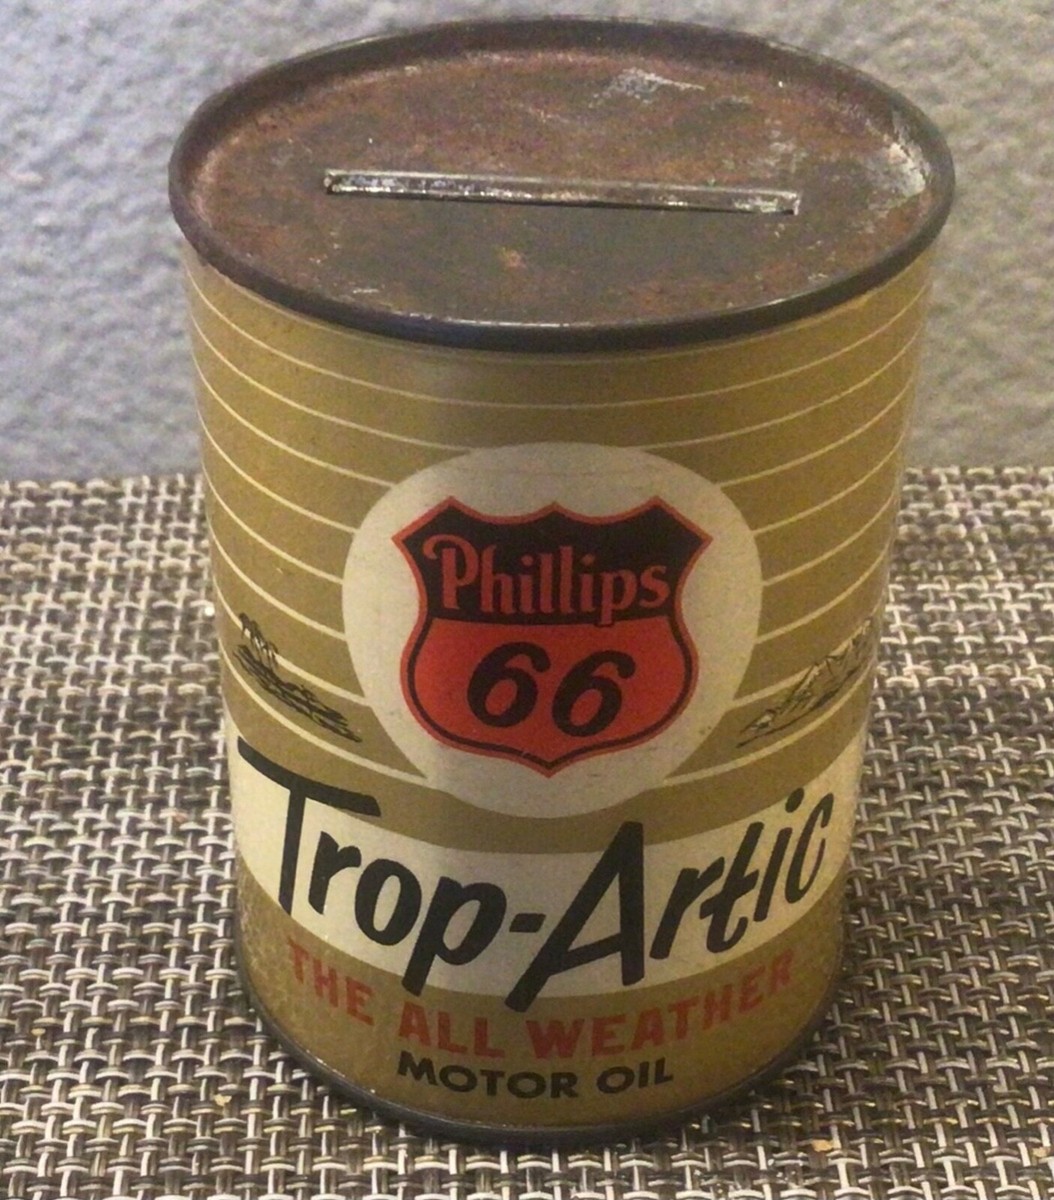 Phillips
66
Trop-Artic
THE ALL WEATHER
MOTOR OIL